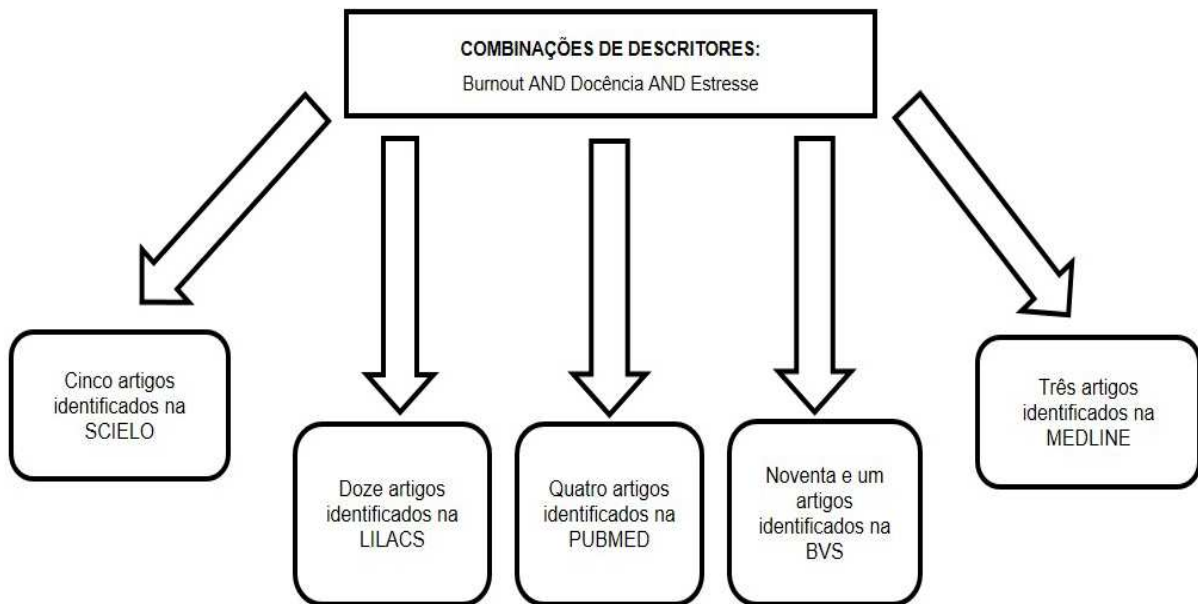 COMBINAÇÕES DE DESCRITORES:
Burnout AND Docência AND Estresse
Cinco artigos
identificados na
SCIELO
Doze artigos
identificados na
LILACS
Quatro artigos
identificados na
PUBMED
Noventa e um
artigos
identificados na
BVS
Três artigos
identificados na
MEDLINE